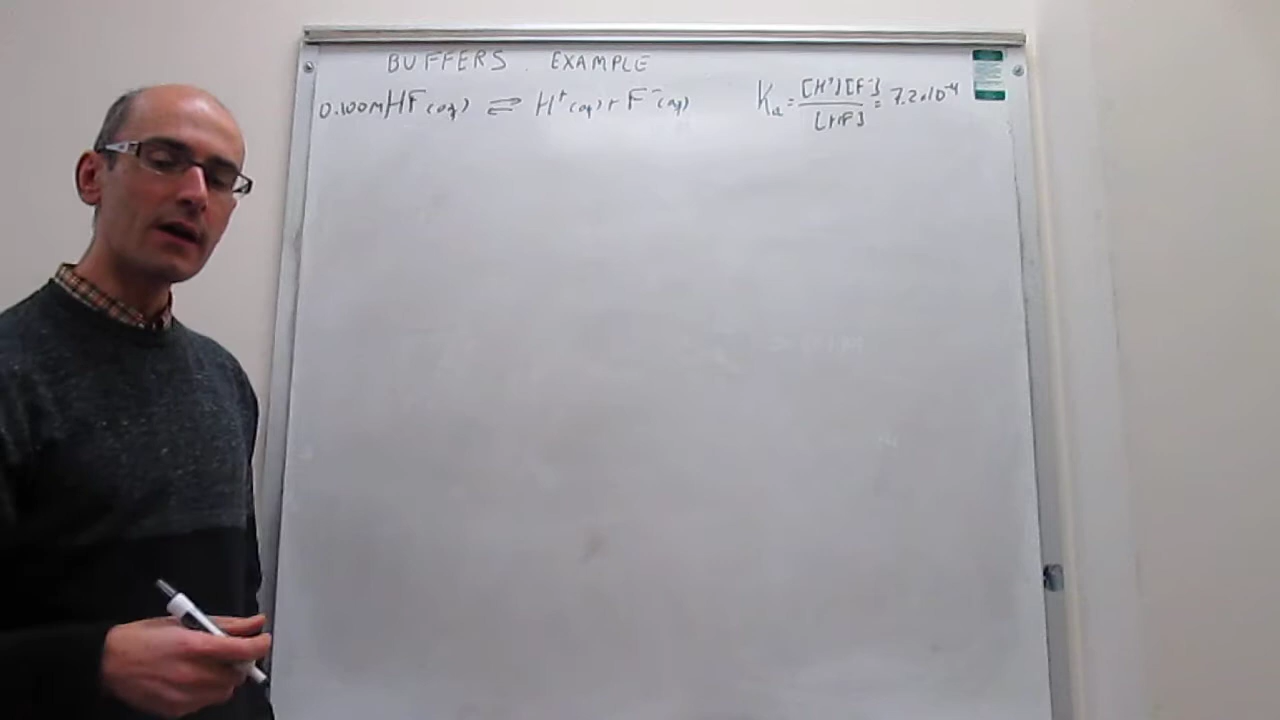 BUFFERS EXAMPLE
0.100M HF(aq) ⇌ H⁺(aq) + F⁻(aq)
Ka = [H⁺][F⁻] / [HF] = 7.2×10⁻⁴